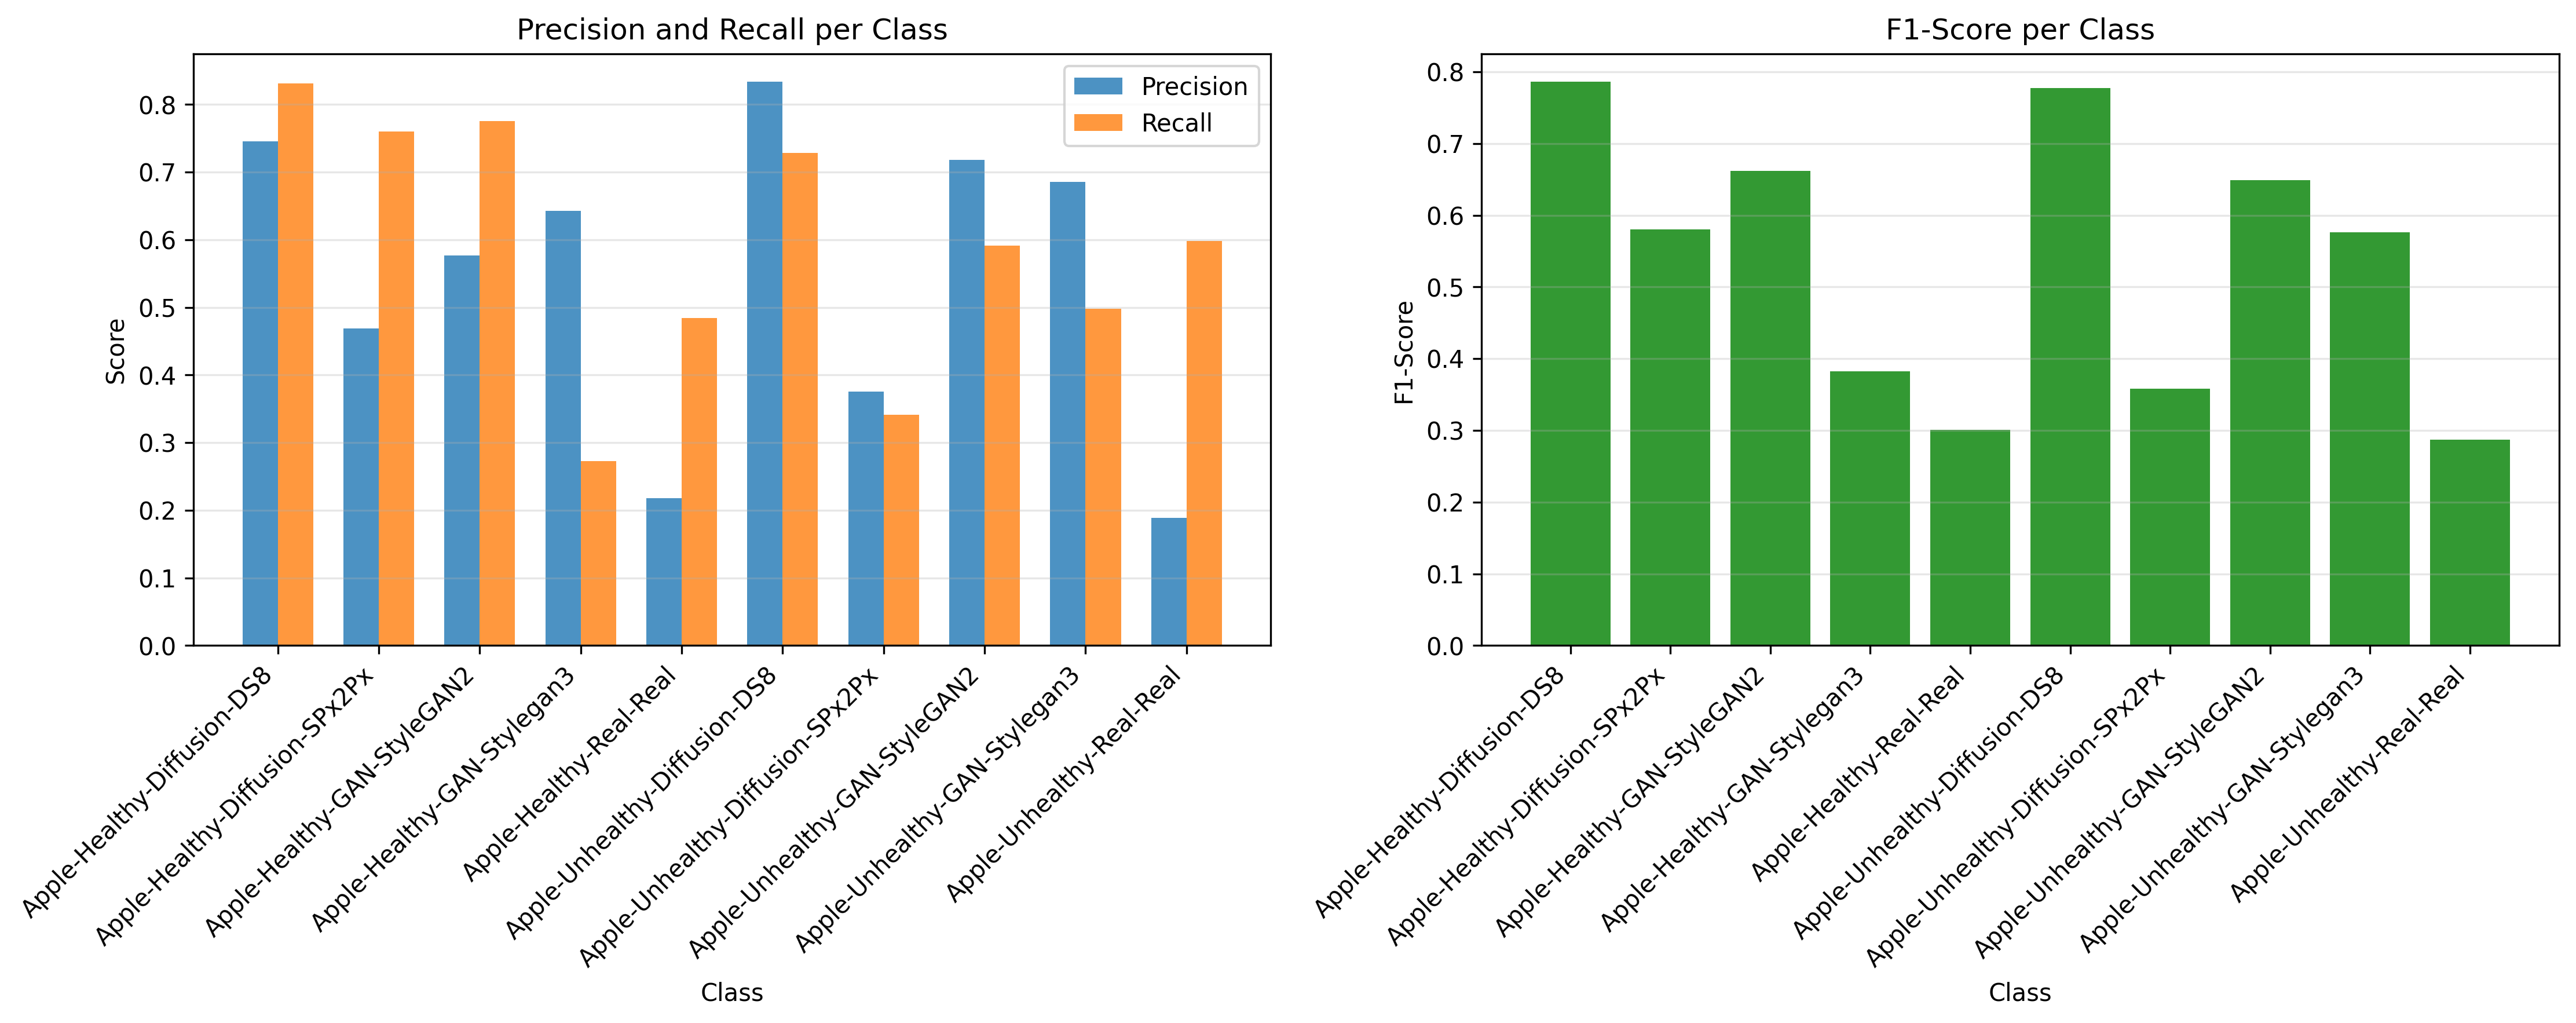 Precision and Recall per Class
Score
0.8
0.7
0.6
0.5
0.4
0.3
0.2
0.1
0.0
Precision
Recall
Apple-Healthy-Diffusion-DS8
Apple-Healthy-Diffusion-SPx2Px
Apple-Healthy-GAN-StyleGAN2
Apple-Healthy-GAN-Stylegan3
Apple-Healthy-Real-Real
Apple-Unhealthy-Diffusion-DS8
Apple-Unhealthy-Diffusion-SPx2Px
Apple-Unhealthy-GAN-StyleGAN2
Apple-Unhealthy-GAN-Stylegan3
Apple-Unhealthy-Real-Real
Class
F1-Score per Class
F1-Score
0.8
0.7
0.6
0.5
0.4
0.3
0.2
0.1
0.0
Apple-Healthy-Diffusion-DS8
Apple-Healthy-Diffusion-SPx2Px
Apple-Healthy-GAN-StyleGAN2
Apple-Healthy-GAN-Stylegan3
Apple-Healthy-Real-Real
Apple-Unhealthy-Diffusion-DS8
Apple-Unhealthy-Diffusion-SPx2Px
Apple-Unhealthy-GAN-StyleGAN2
Apple-Unhealthy-GAN-Stylegan3
Apple-Unhealthy-Real-Real
Class